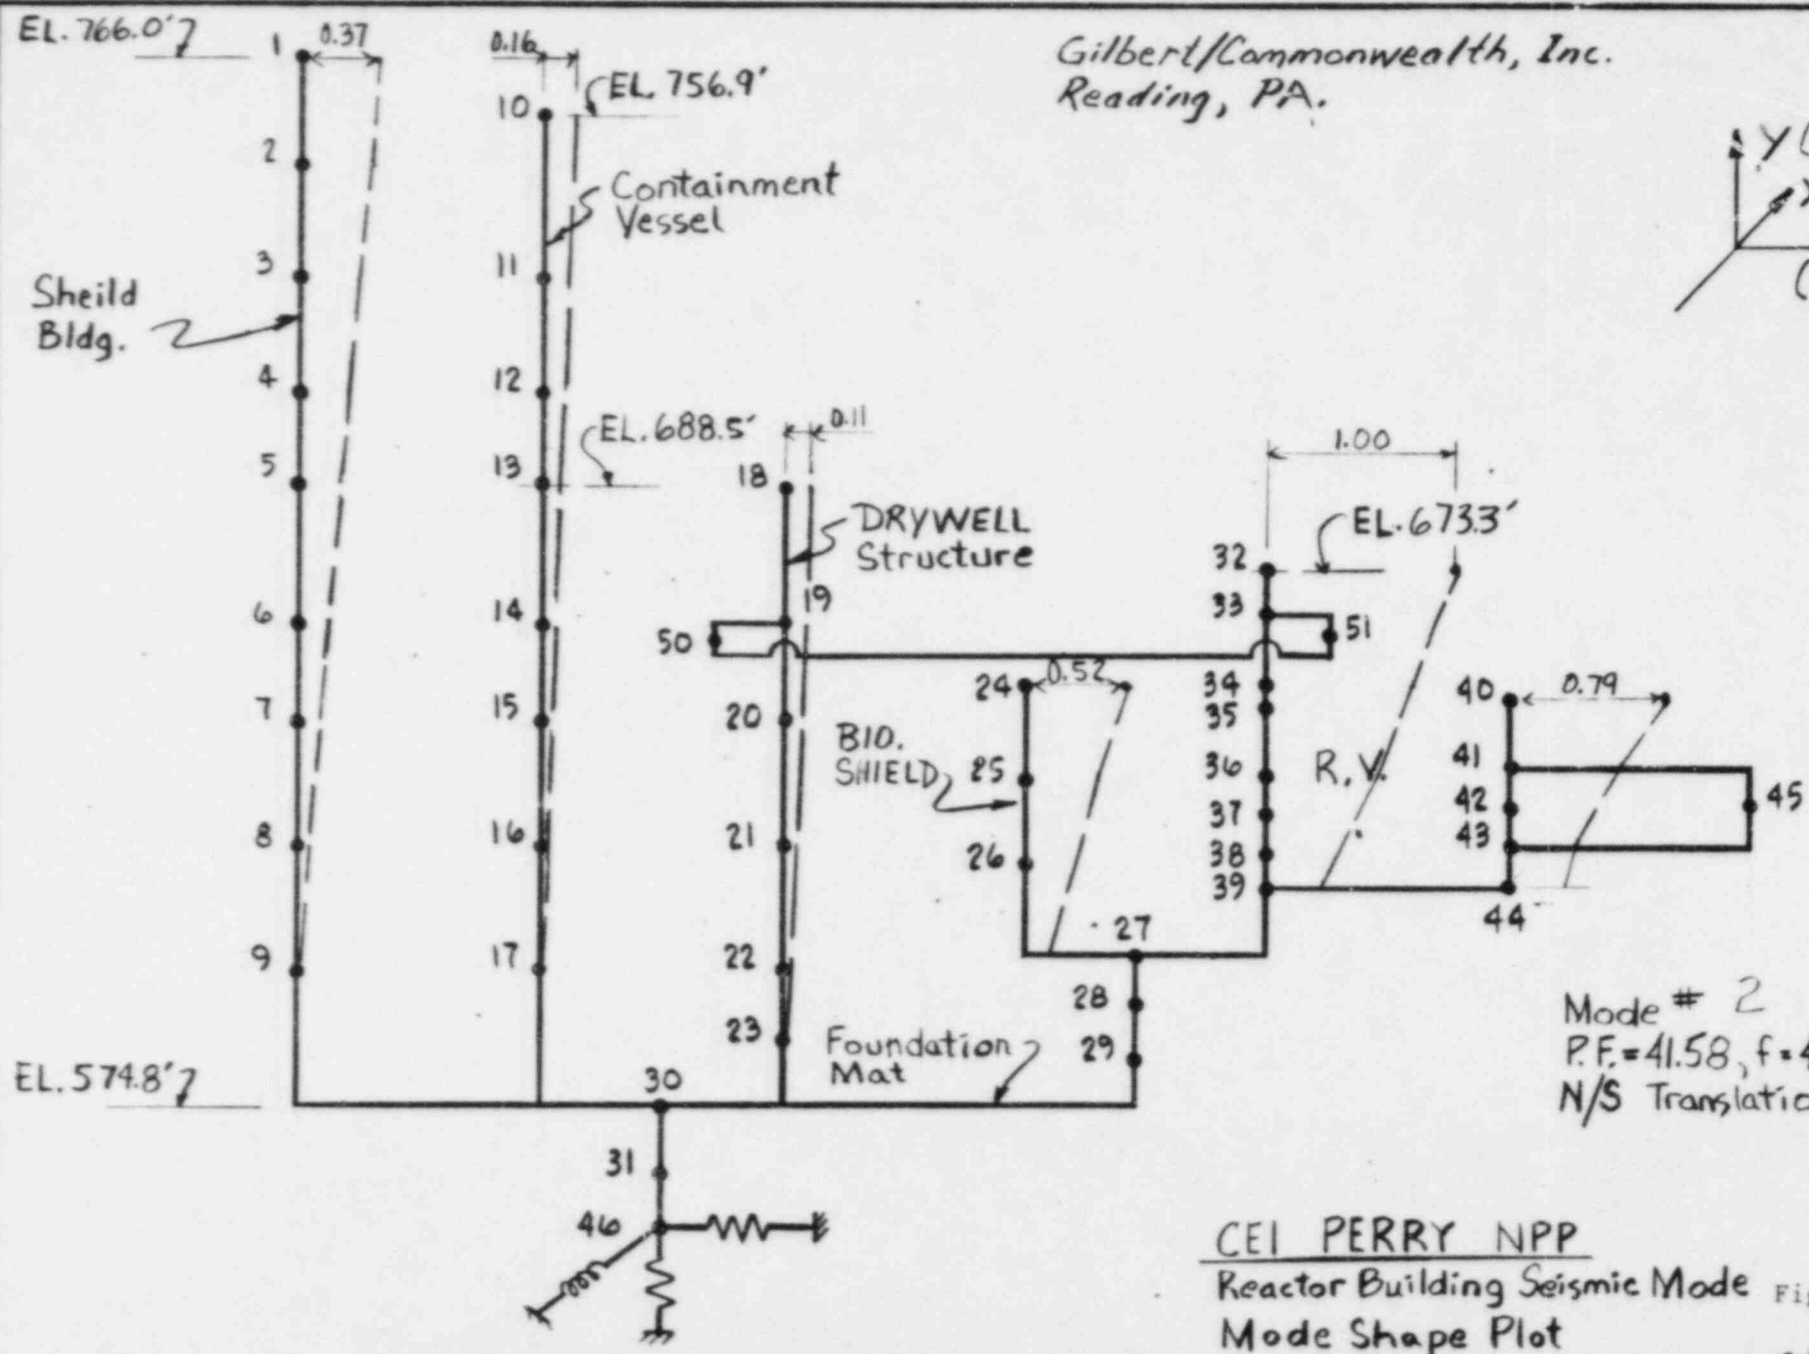 EL. 766.0'
1
0.37
0.16
EL. 756.9'
10
Gilbert/Commonwealth, Inc.
Reading, PA.
Y
2
Containment
Vessel
3
11
Sheild
Bldg.
4
12
EL. 688.5'
0.11
1.00
5
13
18
DRYWELL
Structure
EL. 673.3'
32
6
14
19
33
50
51
24
0.52
34
40
0.79
7
15
20
35
BIO.
SHIELD
25
36
R.V.
41
42
45
37
8
16
21
26
38
43
39
44
9
17
22
27
28
23
Foundation
Mat
29
Mode # 2
P.F. = 41.58, f = 4
N/S
EL. 574.8'
30
31
46
CEI PERRY NPP
Reactor Building Seismic Mode
Mode Shape Plot